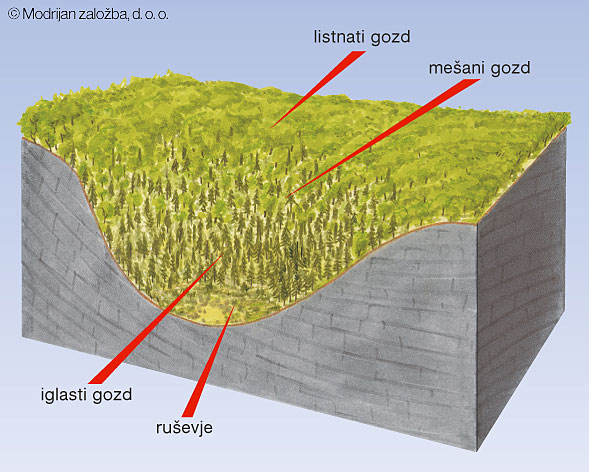 © Modrijan založba, d. o. o.
listnati gozd
mešani gozd
iglasti gozd
ruševje